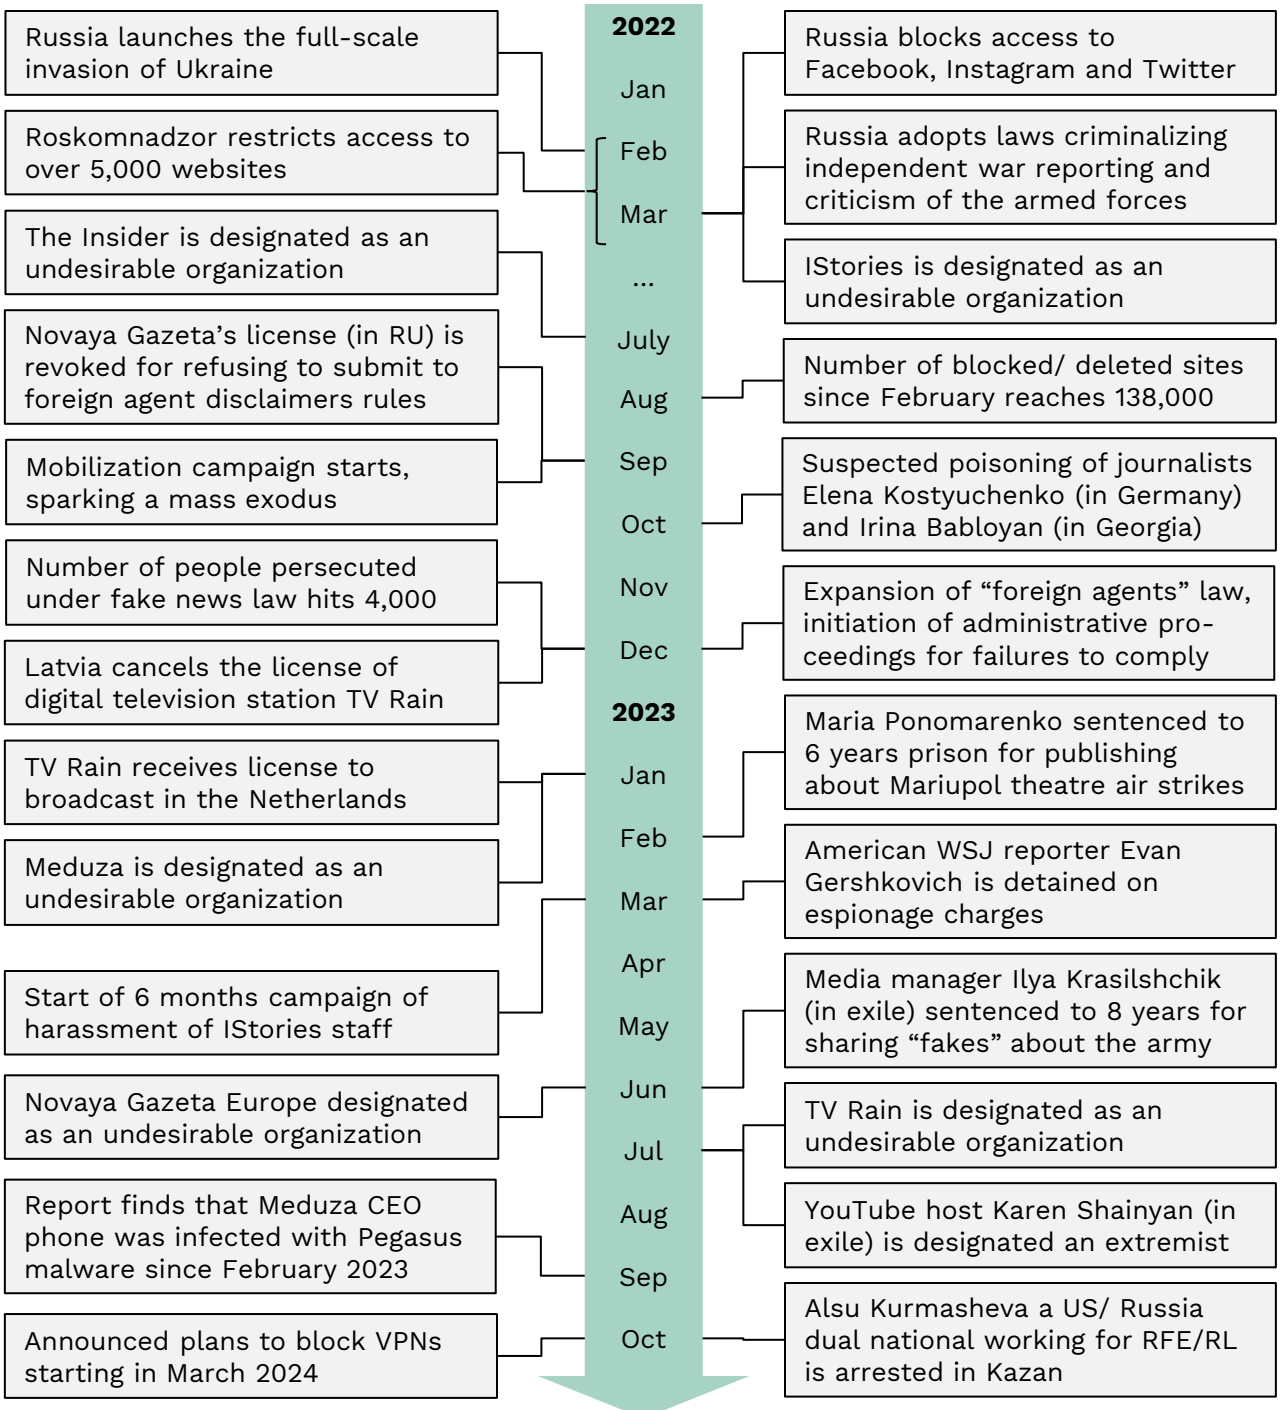 Russia launches the full-scale
invasion of Ukraine
Roskomnadzor restricts access to
over 5,000 websites
The Insider is designated as an
undesirable organization
Novaya Gazeta’s license (in RU) is
revoked for refusing to submit to
foreign agent disclaimers rules
Mobilization campaign starts,
sparking a mass exodus
Number of people persecuted
under fake news law hits 4,000
Latvia cancels the license of
digital television station TV Rain
TV Rain receives license to
broadcast in the Netherlands
Meduza is designated as an
undesirable organization
Start of 6 months campaign of
harassment of IStories staff
Novaya Gazeta Europe designated
as an undesirable organization
Report finds that Meduza CEO
phone was infected with Pegasus
malware since February 2023
Announced plans to block VPNs
starting in March 2024
2022
Jan
Feb
Mar
...
July
Aug
Sep
Oct
Nov
Dec
2023
Jan
Feb
Mar
Apr
May
Jun
Jul
Aug
Sep
Oct
Russia blocks access to
Facebook, Instagram and Twitter
Russia adopts laws criminalizing
independent war reporting and
criticism of the armed forces
IStories is designated as an
undesirable organization
Number of blocked/ deleted sites
since February reaches 138,000
Suspected poisoning of journalists
Elena Kostyuchenko (in Germany)
and Irina Babloyan (in Georgia)
Expansion of “foreign agents” law,
initiation of administrative pro-
ceedings for failures to comply
Maria Ponomarenko sentenced to
6 years prison for publishing
about Mariupol theatre air strikes
American WSJ reporter Evan
Gershkovich is detained on
espionage charges
Media manager Ilya Krasilshchik
(in exile) sentenced to 8 years for
sharing “fakes” about the army
TV Rain is designated as an
undesirable organization
YouTube host Karen Shainyan (in
exile) is designated an extremist
Alsu Kurmasheva a US/ Russia
dual national working for RFE/RL
is arrested in Kazan